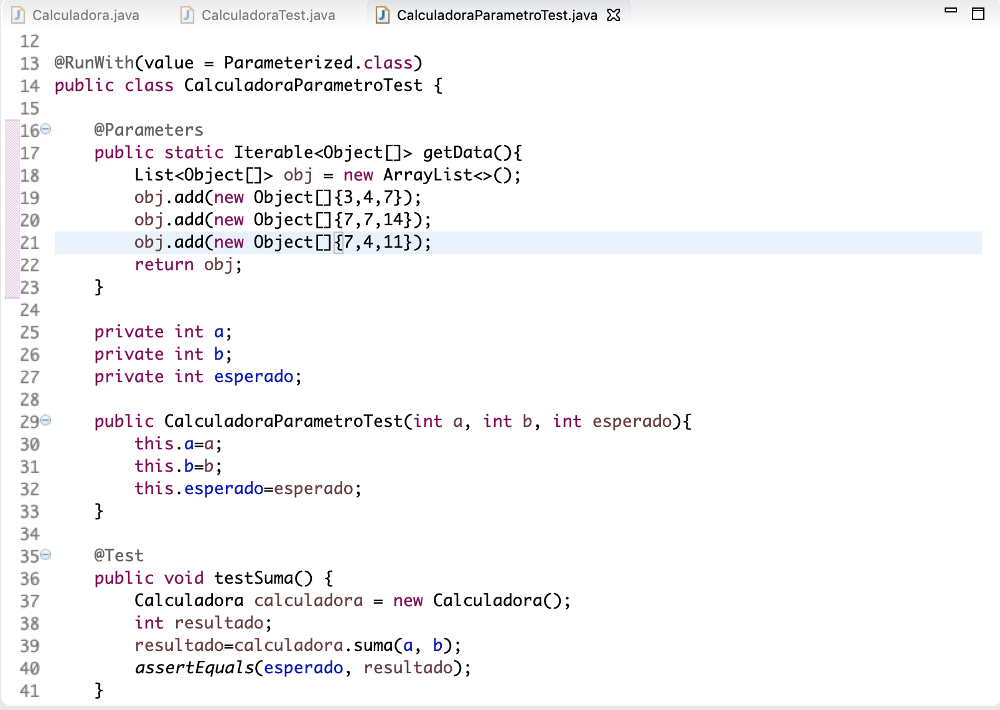 Calculadora.java CalculadoraTest.java CalculadoraParametroTest.java
12
13 @RunWith(value = Parameterized.class)
14 public class CalculadoraParametroTest {
15
16 @Parameters
17 public static Iterable<Object[]> getData(){
18 List<Object[]> obj = new ArrayList<>();
19 obj.add(new Object[]{3,4,7});
20 obj.add(new Object[]{7,7,14});
21 obj.add(new Object[]{7,4,11});
22 return obj;
23 }
24
25 private int a;
26 private int b;
27 private int esperado;
28
29 public CalculadoraParametroTest(int a, int b, int esperado){
30 this.a=a;
31 this.b=b;
32 this.esperado=esperado;
33 }
34
35 @Test
36 public void testSuma() {
37 Calculadora calculadora = new Calculadora();
38 int resultado;
39 resultado=calculadora.suma(a, b);
40 assertEquals(esperado, resultado);
41 }